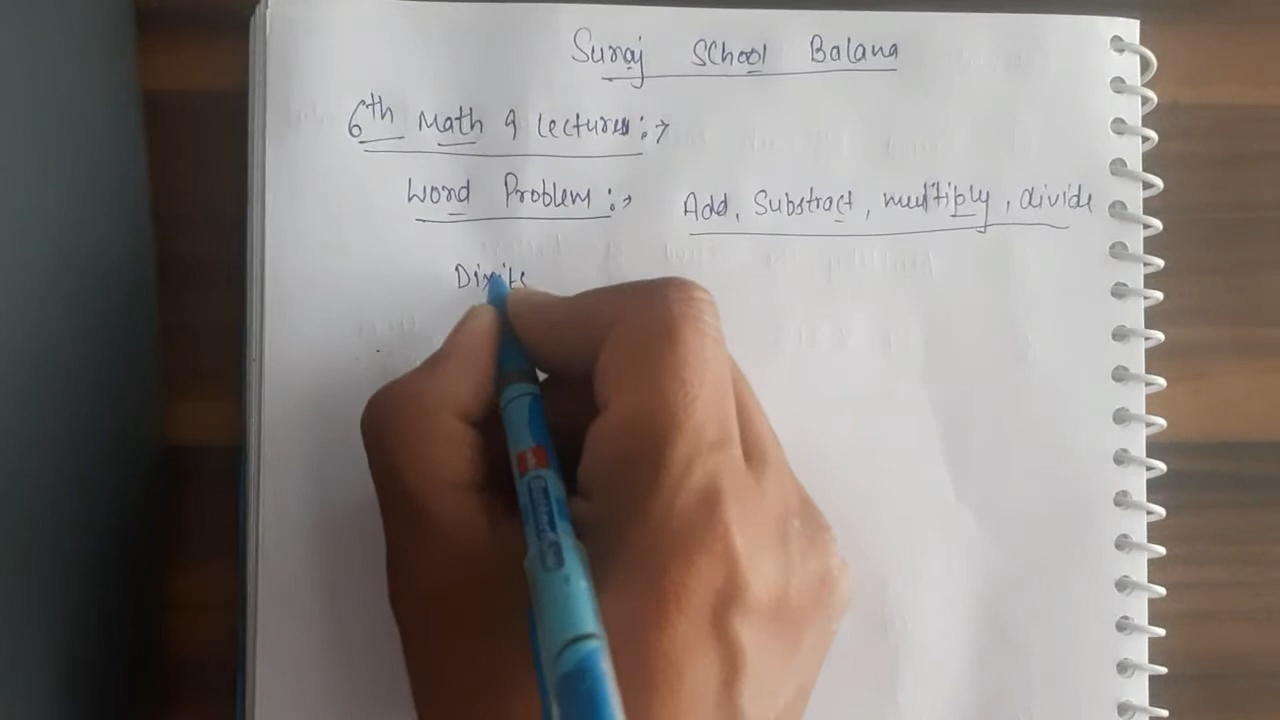 Suraj School Balana
6th Math 9 Lectures :→
Word Problem :→ Add, Substract, multiply, divide